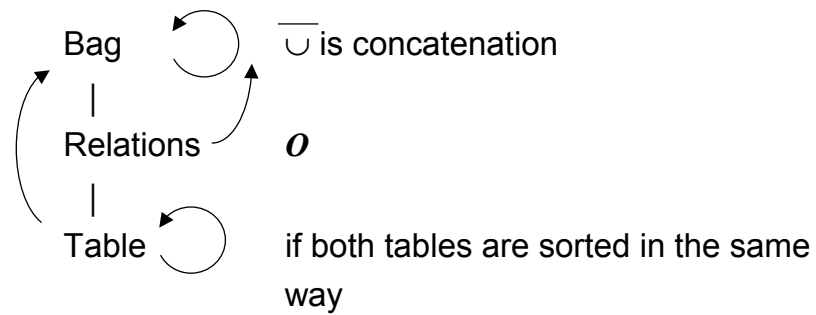 Bag ∪̅ is concatenation
|
Relations O
|
Table if both tables are sorted in the same
way